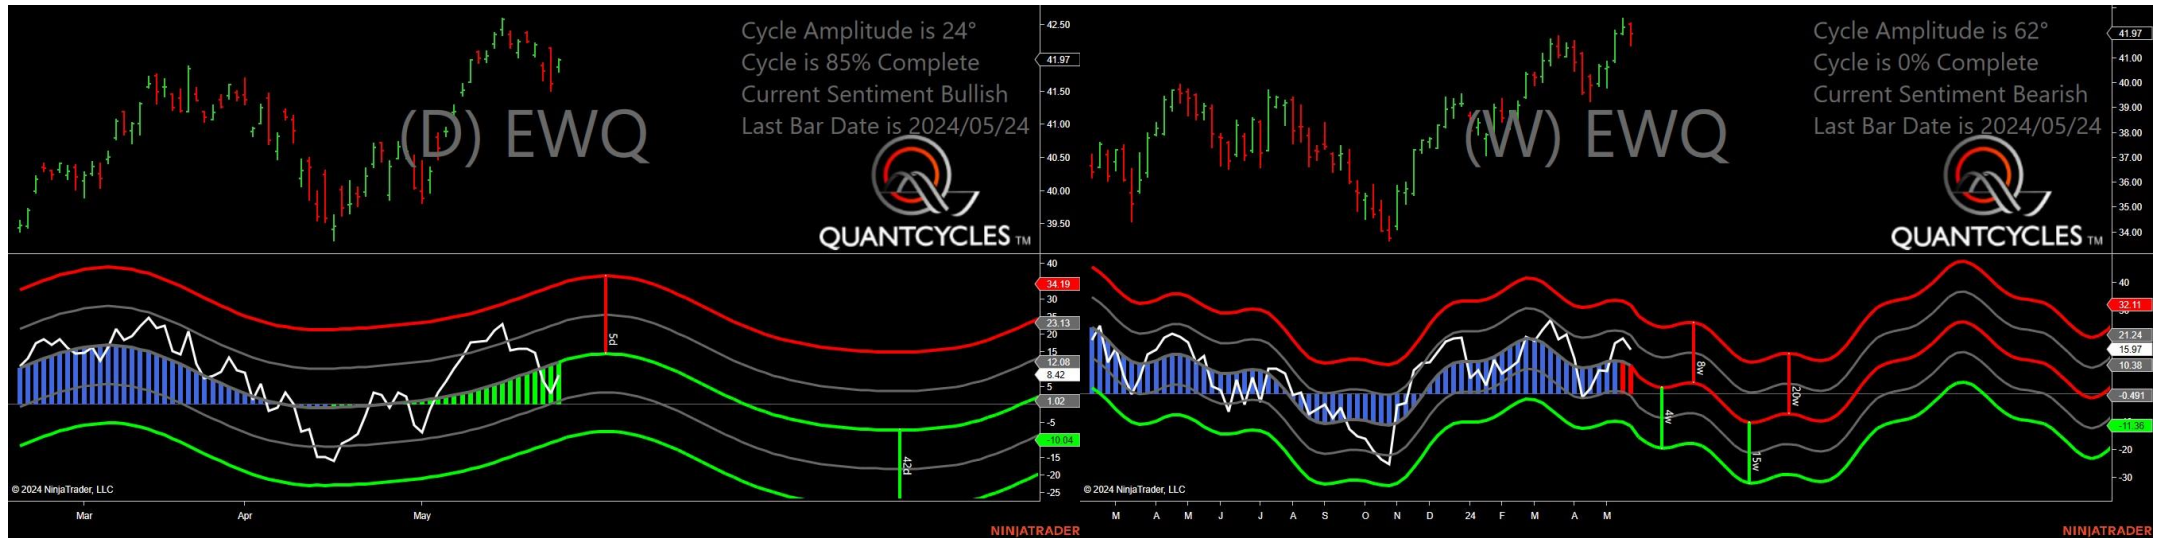 Cycle Amplitude is 24°
Cycle is 85% Complete
Current Sentiment Bullish
Last Bar Date is 2024/05/24
(D) EWQ
QUANTCYCLES TM
42.50
41.97
41.50
41.00
40.50
40.00
39.50
40
34.19
30
23.13
20
15
12.08
8.42
5
1.02
-5
-10.04
-15
-20
-25
5d
42d
© 2024 NinjaTrader, LLC
Mar
Apr
May
NINJATRADER
Cycle Amplitude is 62°
Cycle is 0% Complete
Current Sentiment Bearish
Last Bar Date is 2024/05/24
(W) EWQ
QUANTCYCLES TM
41.97
41.00
40.00
39.00
38.00
37.00
36.00
35.00
34.00
40
32.11
21.24
15.97
10.38
-0.491
-11.36
-20
-30
8w
4w
20w
15w
© 2024 NinjaTrader, LLC
M A M J J A S O N D 24 F M A M
NINJATRADER